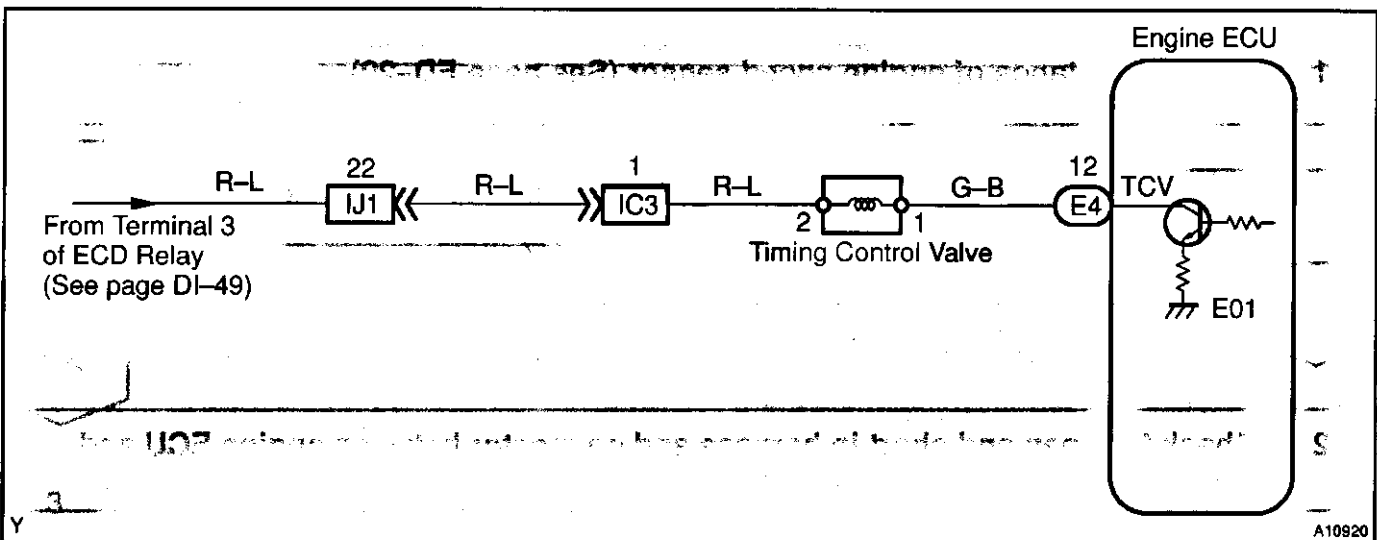 Engine ECU
From Terminal 3
of ECD Relay
(See page DI–49)
R–L
22
IJ1
R–L
1
IC3
R–L
2
1
Timing Control Valve
G–B
12
E4
TCV
E01
Y
A10920